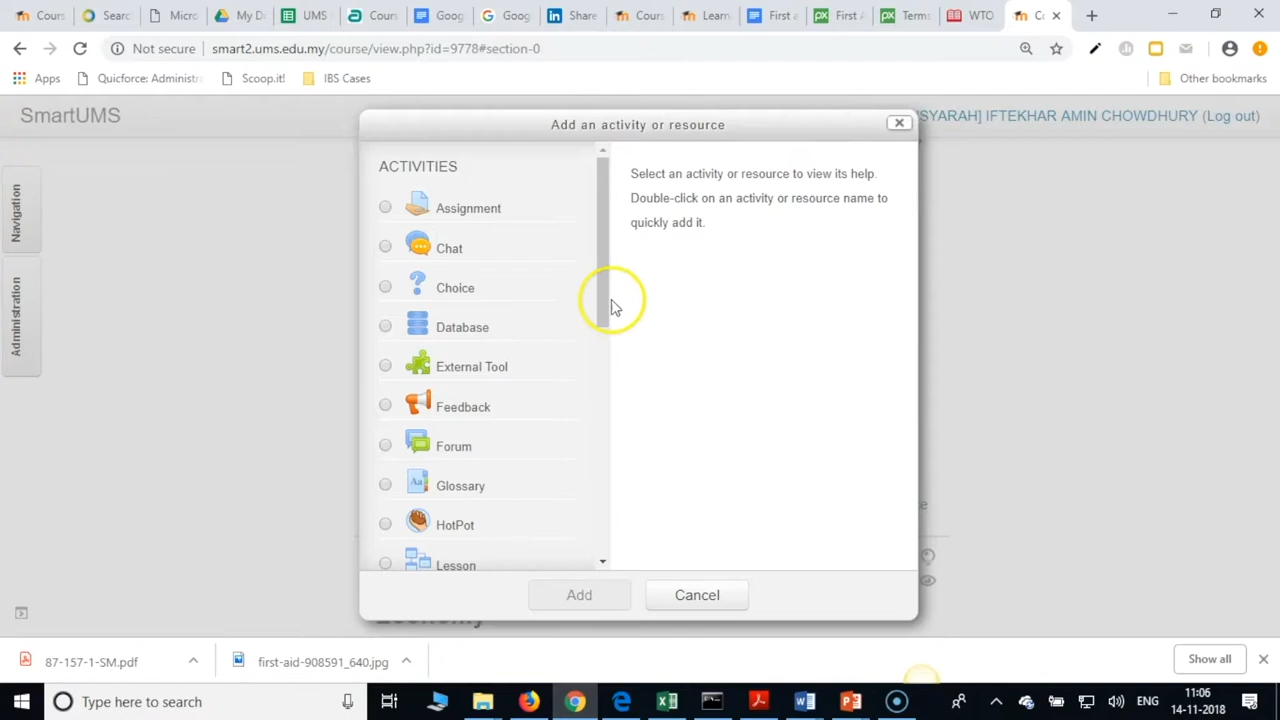 Cours
Searc
Micro
My D
UMS
Cours
Goog
Goog
Share
Cours
Learn
First a
First A
Terms
WTO
Co
Not secure
smart2.ums.edu.my/course/view.php?id=9778#section-0
Apps
Quicforce: Administra
Scoop.it!
IBS Cases
Other bookmarks
SmartUMS
SYARAH] IFTEKHAR AMIN CHOWDHURY (Log out)
Add an activity or resource
Navigation
Administration
ACTIVITIES
Assignment
Chat
Choice
Database
External Tool
Feedback
Forum
Glossary
HotPot
Lesson
Select an activity or resource to view its help.
Double-click on an activity or resource name to
quickly add it.
Add
Cancel
87-157-1-SM.pdf
first-aid-908591_640.jpg
Show all
Type here to search
ENG
11:06
14-11-2018